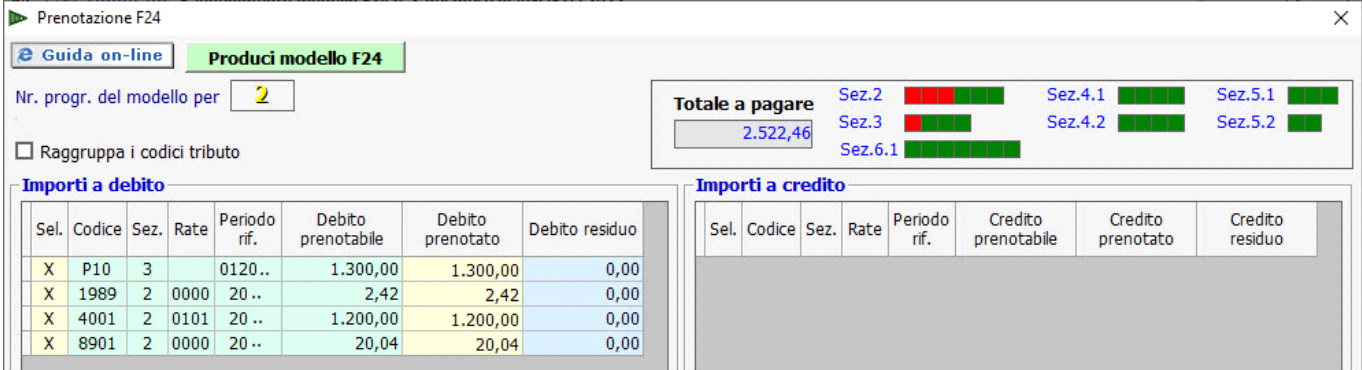 Prenotazione F24
Guida on-line
Produci modello F24
Nr. progr. del modello per 2
Raggruppa i codici tributo
Totale a pagare
2.522,46
Sez.2
Sez.3
Sez.6.1
Sez.4.1
Sez.4.2
Sez.5.1
Sez.5.2
Importi a debito
Sel. Codice Sez. Rate Periodo rif. Debito prenotabile Debito prenotato Debito residuo
X P10 3 0120.. 1.300,00 1.300,00 0,00
X 1989 2 0000 20.. 2,42 2,42 0,00
X 4001 2 0101 20.. 1.200,00 1.200,00 0,00
X 8901 2 0000 20.. 20,04 20,04 0,00
Importi a credito
Sel. Codice Sez. Rate Periodo rif. Credito prenotabile Credito prenotato Credito residuo